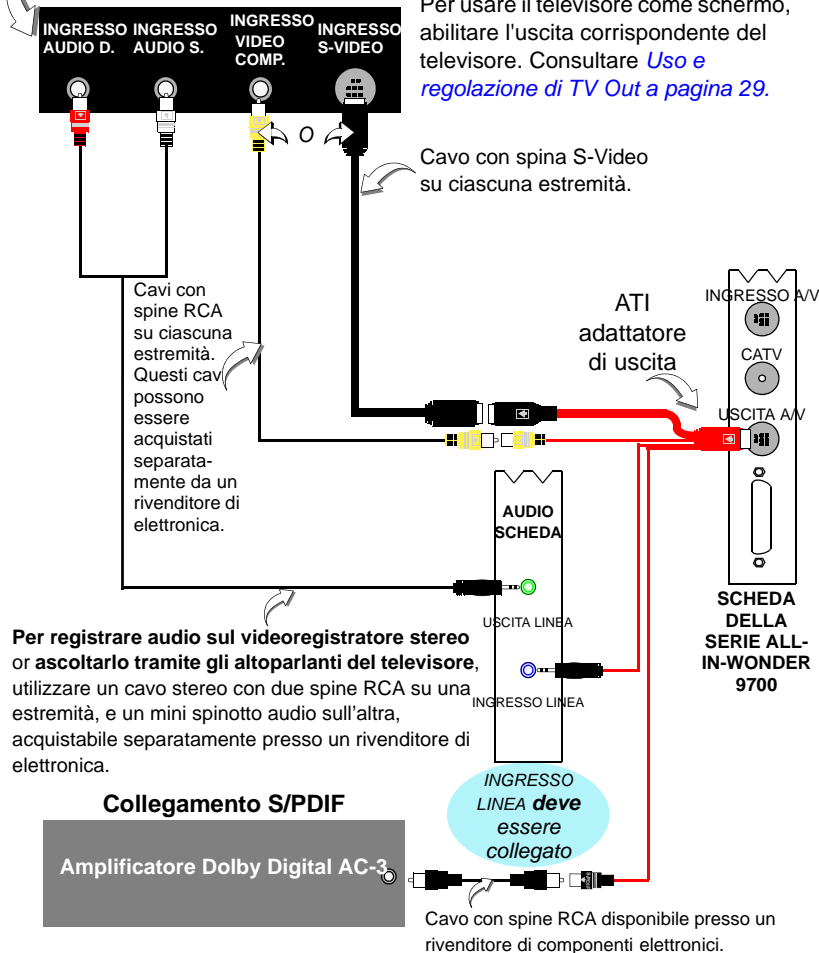 Per usare il televisore come schermo,
abilitare l'uscita corrispondente del
televisore. Consultare Uso e
regolazione di TV Out a pagina 29.
INGRESSO
AUDIO D.
INGRESSO
AUDIO S.
INGRESSO
VIDEO
COMP.
INGRESSO
S-VIDEO
O
Cavo con spina S-Video
su ciascuna estremità.
Cavi con
spine RCA
su ciascuna
estremità.
Questi cavi
possono
essere
acquistati
separata-
mente da un
rivenditore di
elettronica.
ATI
adattatore
di uscita
INGRESSO A/V
CATV
USCITA A/V
AUDIO
SCHEDA
USCITA LINEA
INGRESSO LINEA
SCHEDA
DELLA
SERIE ALL-
IN-WONDER
9700
Per registrare audio sul videoregistratore stereo
or ascoltarlo tramite gli altoparlanti del televisore,
utilizzare un cavo stereo con due spine RCA su una
estremità, e un mini spinotto audio sull'altra,
acquistabile separatamente presso un rivenditore di
elettronica.
INGRESSO
LINEA deve
essere
collegato
Collegamento S/PDIF
Amplificatore Dolby Digital AC-3
Cavo con spine RCA disponibile presso un
rivenditore di componenti elettronici.